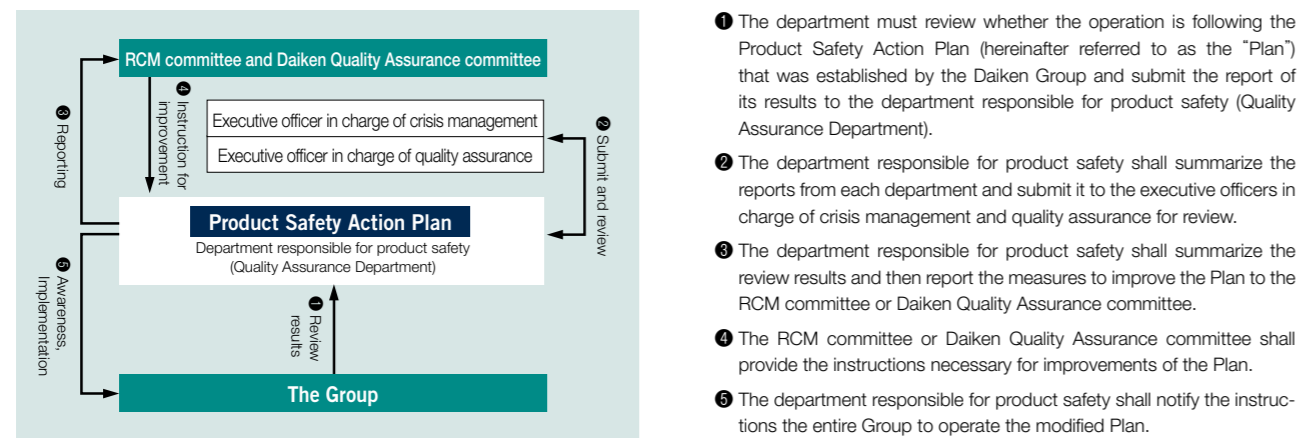 RCM committee and Daiken Quality Assurance committee
❹ Instruction for
improvement
Executive officer in charge of crisis management
Executive officer in charge of quality assurance
❸ Reporting
❷ Submit and review
Product Safety Action Plan
Department responsible for product safety
(Quality Assurance Department)
❺ Awareness,
Implementation
❶ Review
results
The Group
❶ The department must review whether the operation is following the
Product Safety Action Plan (hereinafter referred to as the “Plan”)
that was established by the Daiken Group and submit the report of
its results to the department responsible for product safety (Quality
Assurance Department).
❷ The department responsible for product safety shall summarize the
reports from each department and submit it to the executive officers in
charge of crisis management and quality assurance for review.
❸ The department responsible for product safety shall summarize the
review results and then report the measures to improve the Plan to the
RCM committee or Daiken Quality Assurance committee.
❹ The RCM committee or Daiken Quality Assurance committee shall
provide the instructions necessary for improvements of the Plan.
❺ The department responsible for product safety shall notify the instruc-
tions the entire Group to operate the modified Plan.